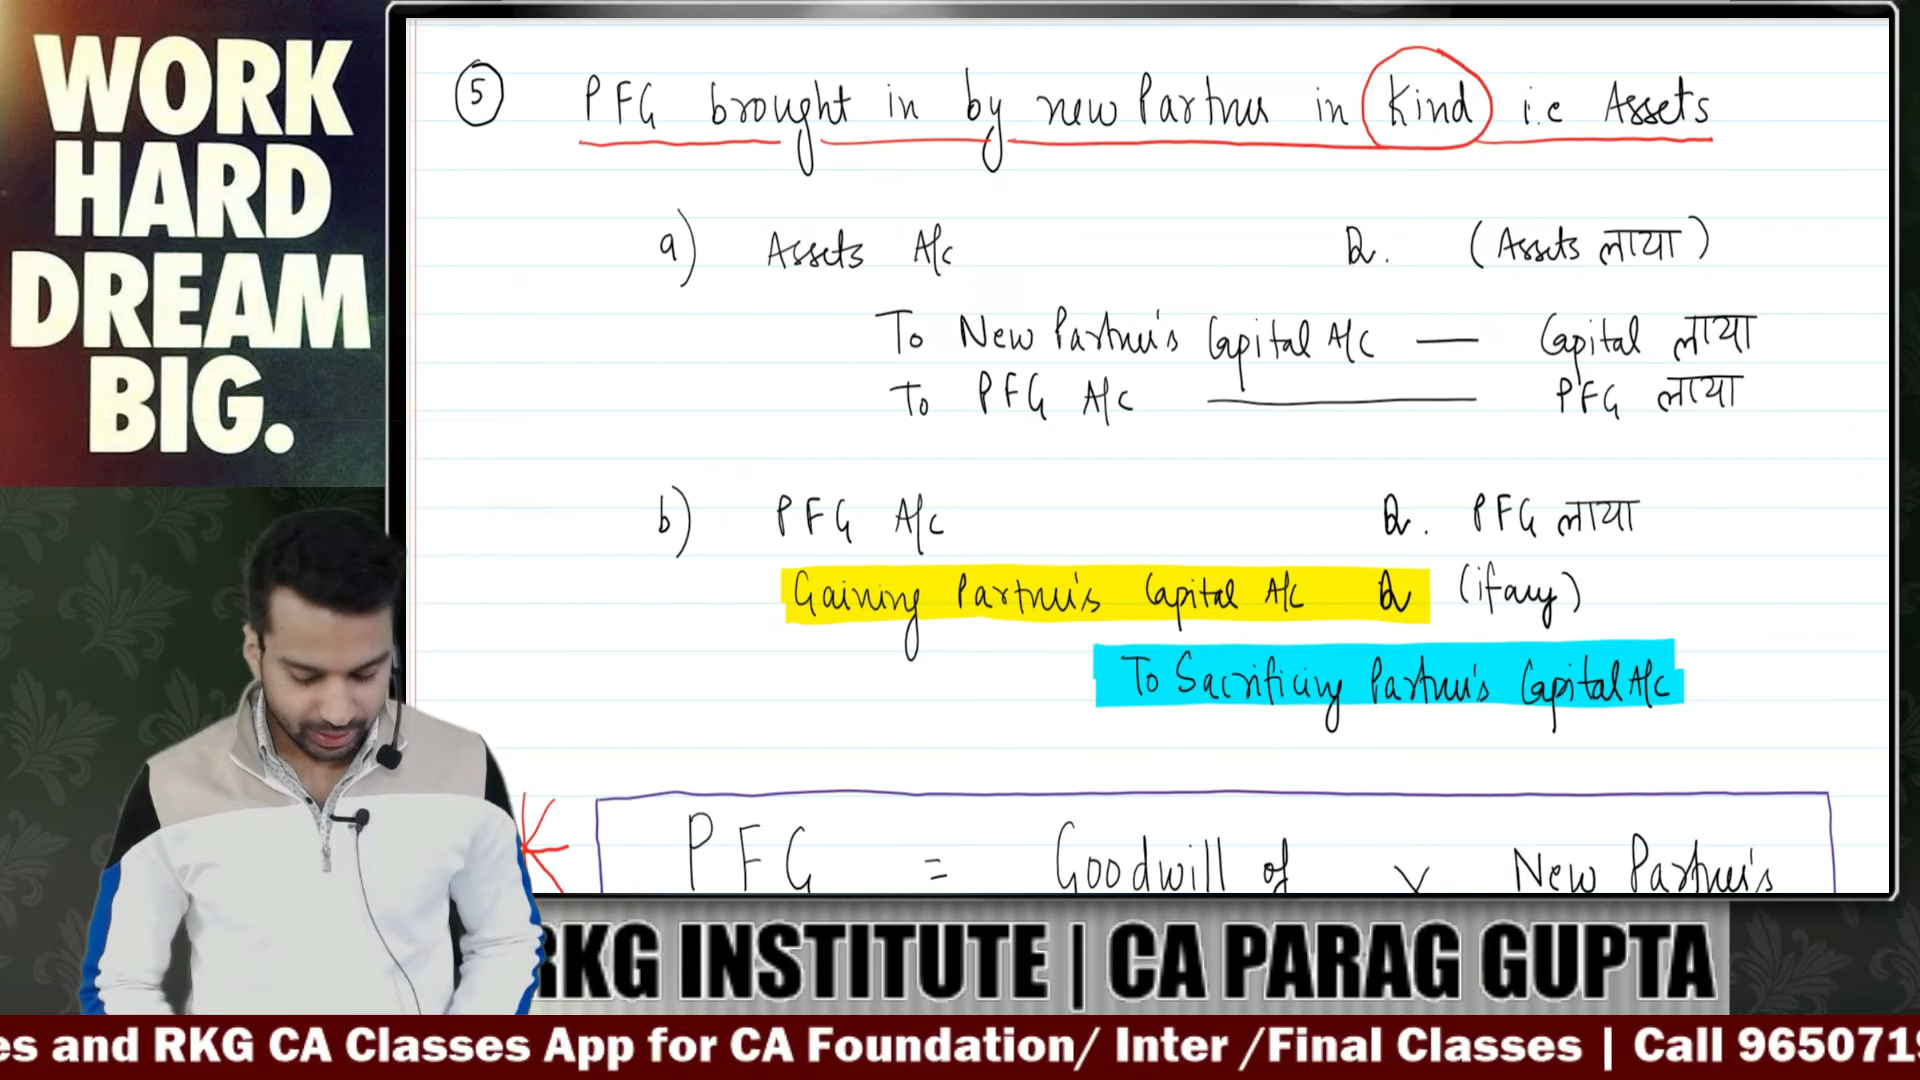 WORK
HARD
DREAM
BIG.
5 PFG brought in by new Partner in Kind i.e Assets
a) Assets A/c Dr. (Assets लाया)
To New Partner's Capital A/c — Capital लाया
To PFG A/c — PFG लाया
b) PFG A/c Dr. PFG लाया
Gaining Partner's Capital A/c Dr (if any)
To Sacrificing Partner's Capital A/c
PFG = Goodwill of × New Partner's
RKG INSTITUTE | CA PARAG GUPTA
es and RKG CA Classes App for CA Foundation/ Inter /Final Classes | Call 965071